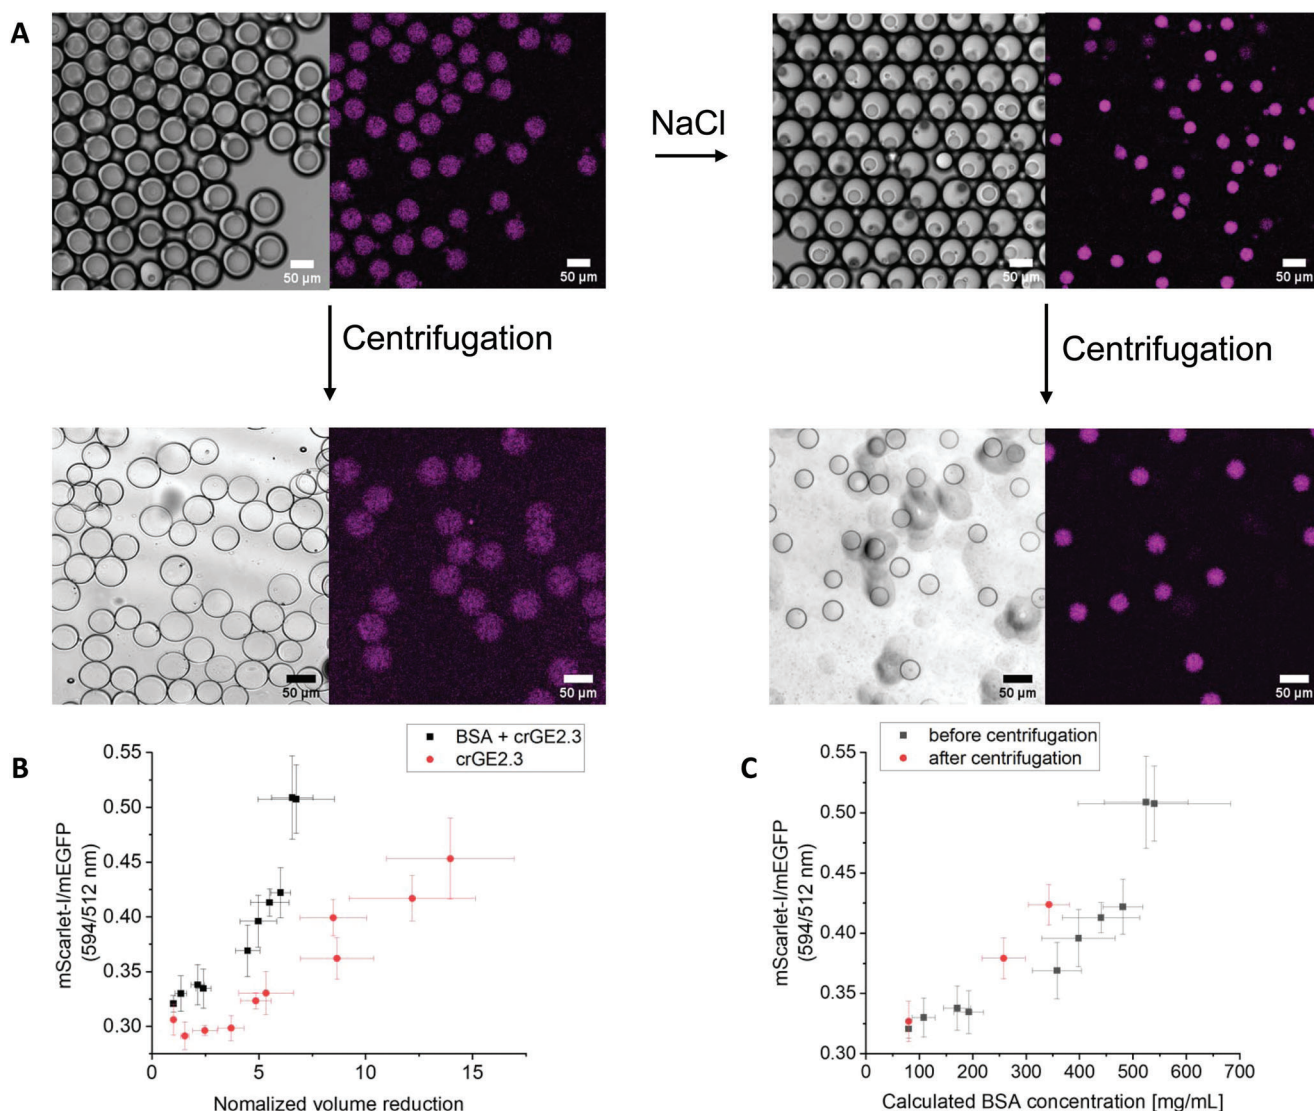 A
NaCl
50 µm
50 µm
50 µm
50 µm
Centrifugation
Centrifugation
50 µm
50 µm
50 µm
50 µm
B
BSA + crGE2.3
crGE2.3
mScarlet-I/mEGFP
(594/512 nm)
0.55
0.50
0.45
0.40
0.35
0.30
0
5
10
15
Nomalized volume reduction
C
before centrifugation
after centrifugation
mScarlet-I/mEGFP
(594/512 nm)
0.55
0.50
0.45
0.40
0.35
0.30
0
100
200
300
400
500
600
700
Calculated BSA concentration [mg/mL]